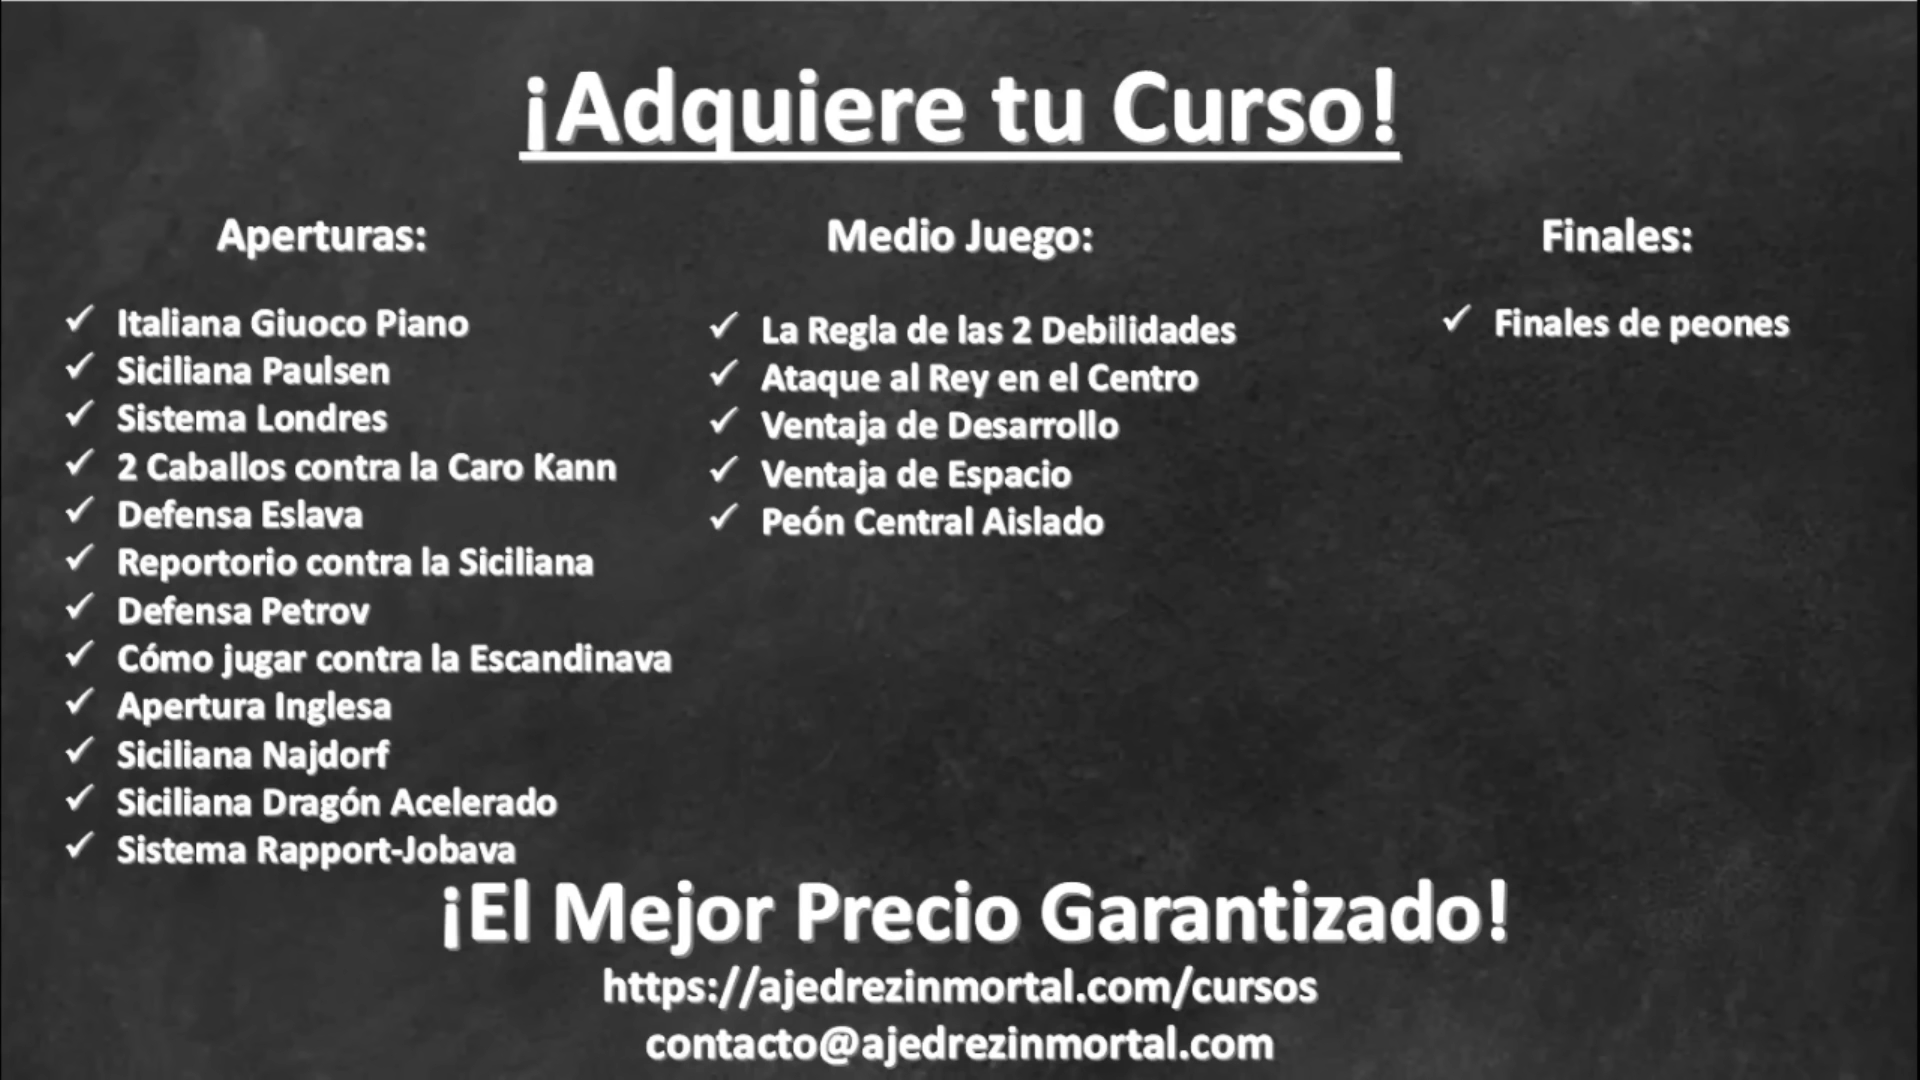 ¡Adquiere tu Curso!
Aperturas:
Italiana Giuoco Piano
Siciliana Paulsen
Sistema Londres
2 Caballos contra la Caro Kann
Defensa Eslava
Reportorio contra la Siciliana
Defensa Petrov
Cómo jugar contra la Escandinava
Apertura Inglesa
Siciliana Najdorf
Siciliana Dragón Acelerado
Sistema Rapport-Jobava
Medio Juego:
La Regla de las 2 Debilidades
Ataque al Rey en el Centro
Ventaja de Desarrollo
Ventaja de Espacio
Peón Central Aislado
Finales:
Finales de peones
¡El Mejor Precio Garantizado!
https://ajedrezinmortal.com/cursos
contacto@ajedrezinmortal.com